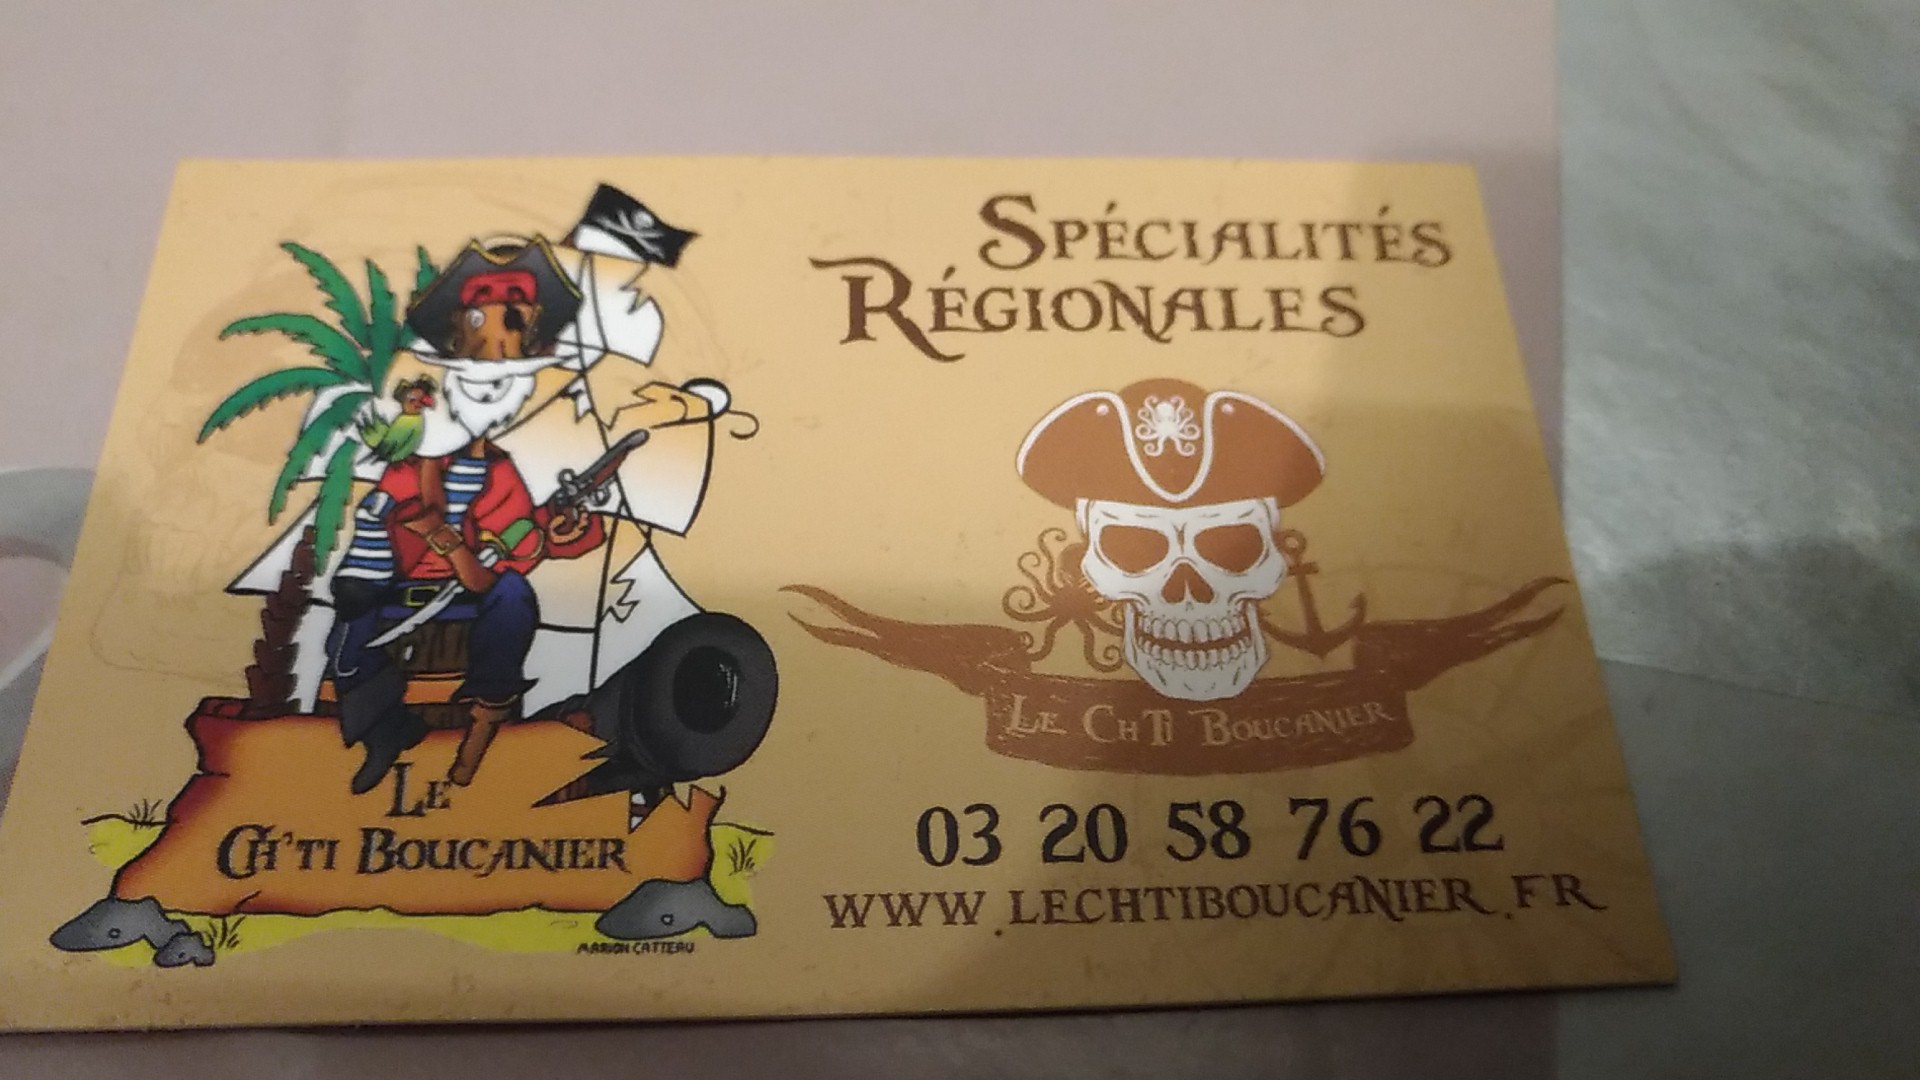 Spécialités
Régionales
Le Ch Ti Boucanier
03 20 58 76 22
www.lechtiboucanier.fr
Le
Ch'ti Boucanier
MARION CATTEAU